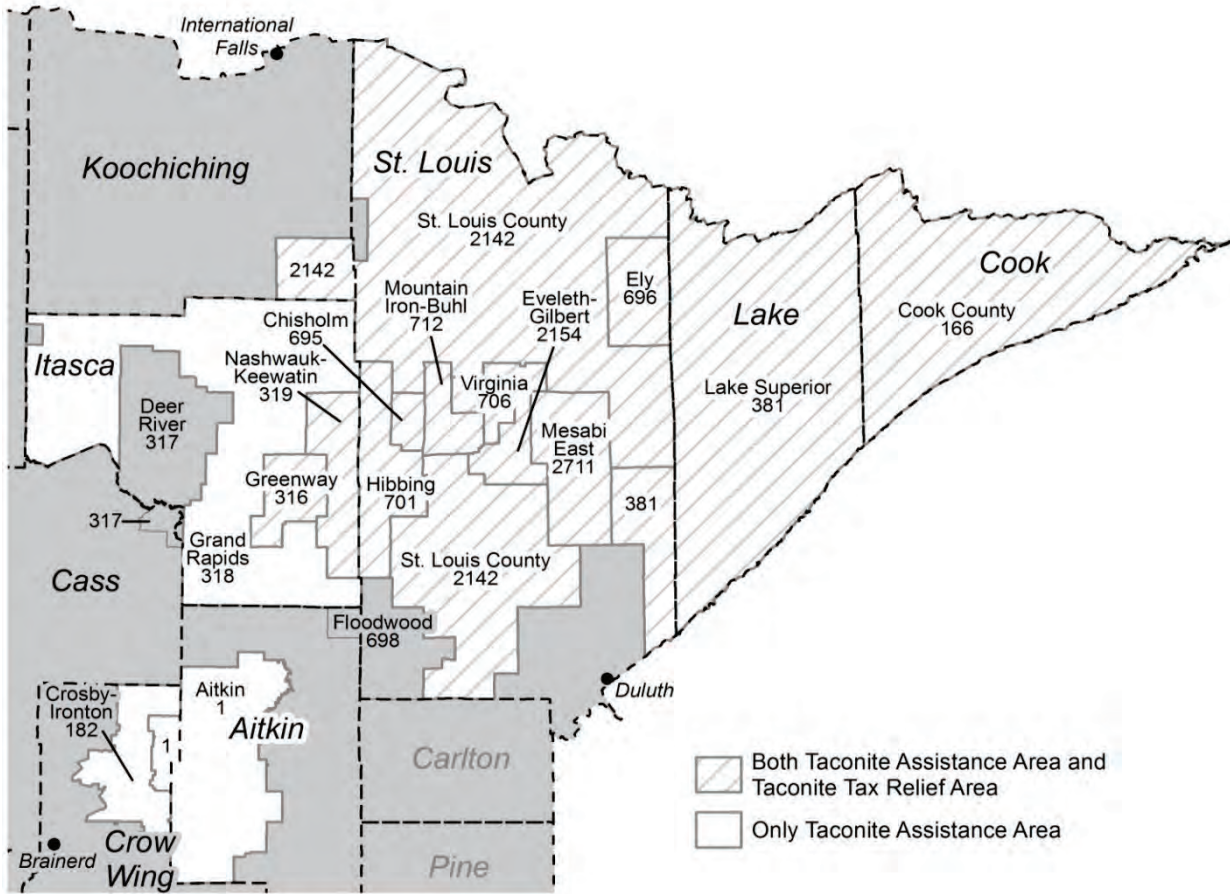 International
Falls
Koochiching
St. Louis
St. Louis County
2142
2142
Cook
Cook County
166
Ely
696
Mountain
Iron-Buhl
712
Eveleth-
Gilbert
2154
Lake
Chisholm
695
Nashwauk-
Keewatin
319
Itasca
Virginia
706
Lake Superior
381
Deer
River
317
Mesabi
East
2711
Greenway
316
Hibbing
701
381
317
Grand
Rapids
318
St. Louis County
2142
Cass
Floodwood
698
Duluth
Crosby-
Ironton
182
Aitkin
1
1
Aitkin
Carlton
Both Taconite Assistance Area and
Taconite Tax Relief Area
Only Taconite Assistance Area
Brainerd
Crow
Wing
Pine